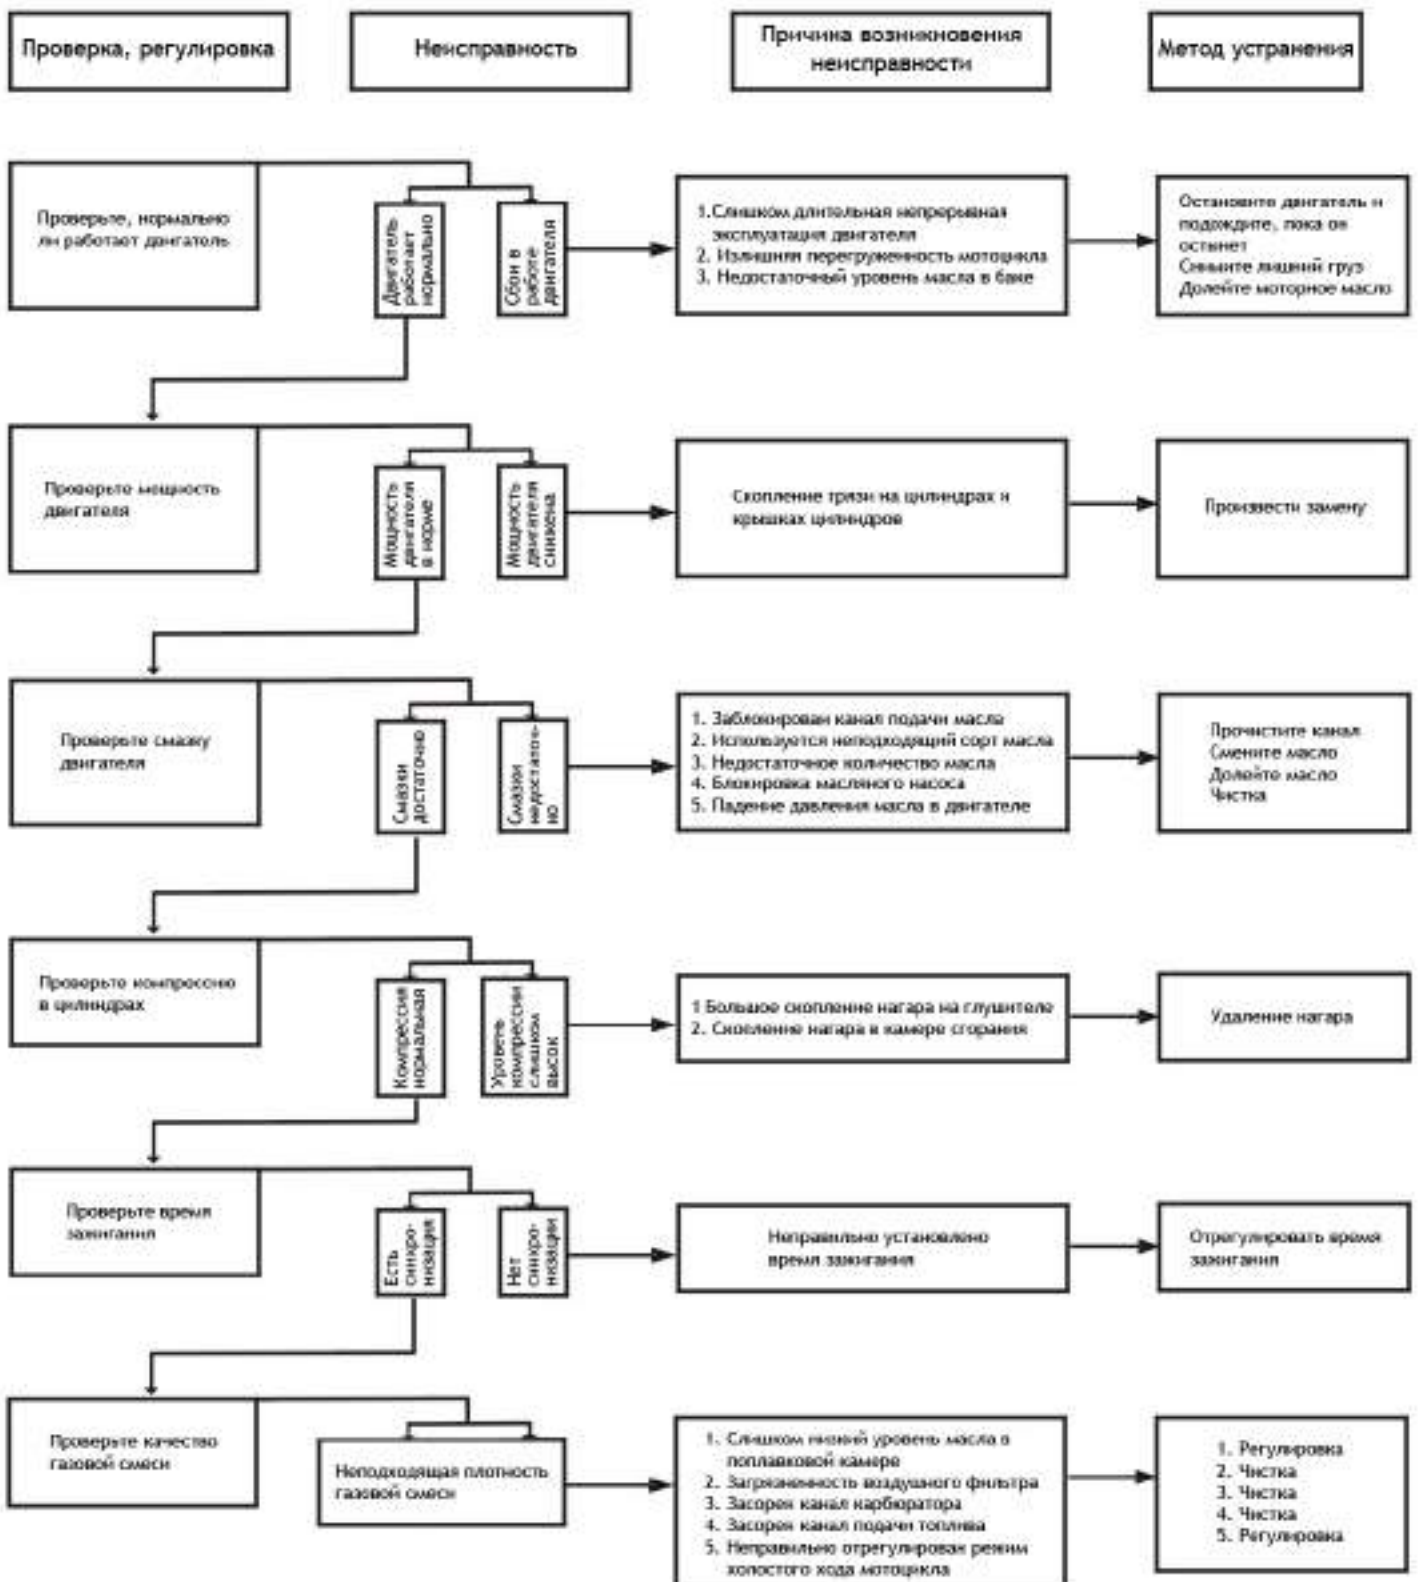 Проверка, регулировка
Неисправность
Причина возникновения
неисправности
Метод устранения
Проверьте, нормально
ли работает двигатель
Двигатель
работает
нормально
Сбои в
работе
двигателя
1.Слишком длительная непрерывная
эксплуатация двигателя
2. Излишняя перегруженность мотоцикла
3. Недостаточный уровень масла в баке
Остановите двигатель и
подождите, пока он
остынет
Снимите лишний груз
Долейте моторное масло
Проверьте мощность
двигателя
Мощность
двигателя
в норме
Мощность
двигателя
снижена
Скопление грязи на цилиндрах и
крышках цилиндров
Произвести замену
Проверьте смазку
двигателя
Смазки
достаточно
Смазки
недостаточ-
но
1. Заблокирован канал подачи масла
2. Используется неподходящий сорт масла
3. Недостаточное количество масла
4. Блокировка масляного насоса
5. Падение давления масла в двигателе
Прочистите канал
Смените масло
Долейте масло
Чистка
Проверьте компрессию
в цилиндрах
Компрессия
нормальная
Уровень
компрессии
слишком
высок
1 Большое скопление нагара на глушителе
2. Скопление нагара в камере сгорания
Удаление нагара
Проверьте время
зажигания
Есть
синхро-
низация
Нет
синхро-
низации
Неправильно установлено
время зажигания
Отрегулировать время
зажигания
Проверьте качество
газовой смеси
Неподходящая плотность
газовой смеси
1. Слишком низкий уровень масла в
поплавковой камере
2. Загрязненность воздушного фильтра
3. Засорен канал карбюратора
4. Засорен канал подачи топлива
5. Неправильно отрегулирован режим
холостого хода мотоцикла
1. Регулировка
2. Чистка
3. Чистка
4. Чистка
5. Регулировка